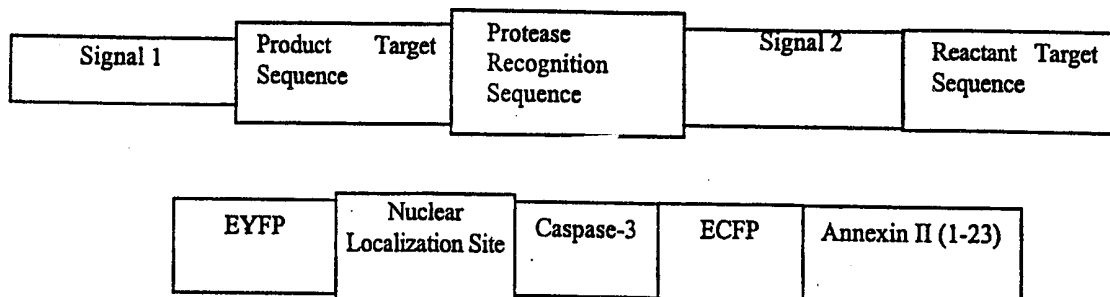 Signal 1
Product Target
Sequence
Protease
Recognition
Sequence
Signal 2
Reactant Target
Sequence
EYFP
Nuclear
Localization Site
Caspase-3
ECFP
Annexin II (1-23)